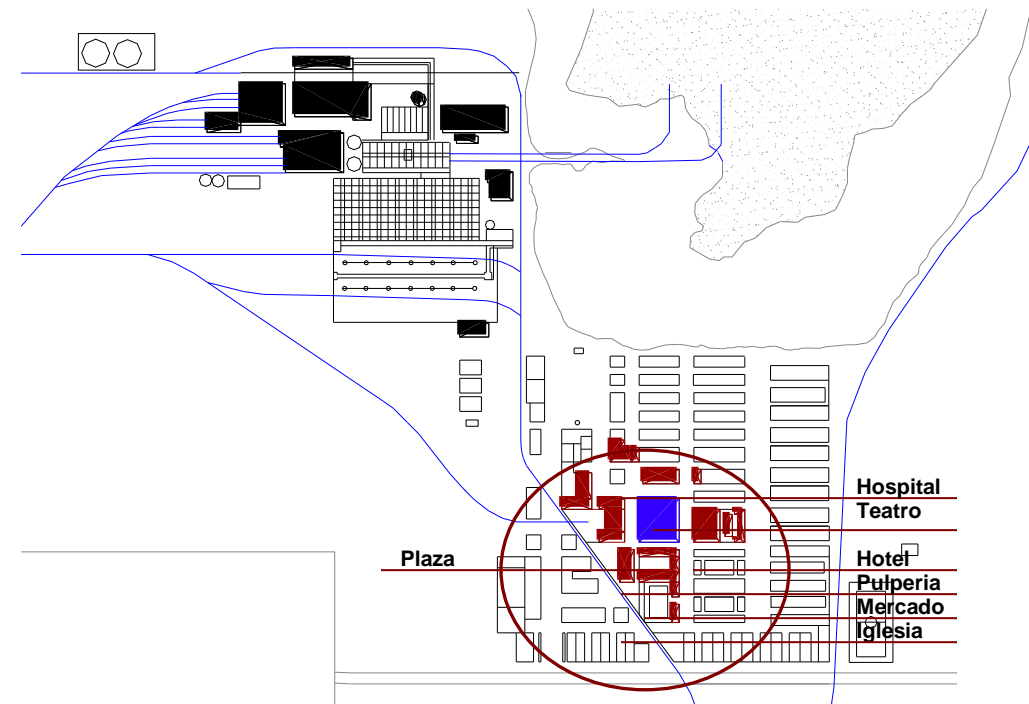 Hospital
Teatro
Plaza
Hotel
Pulperia
Mercado
Iglesia